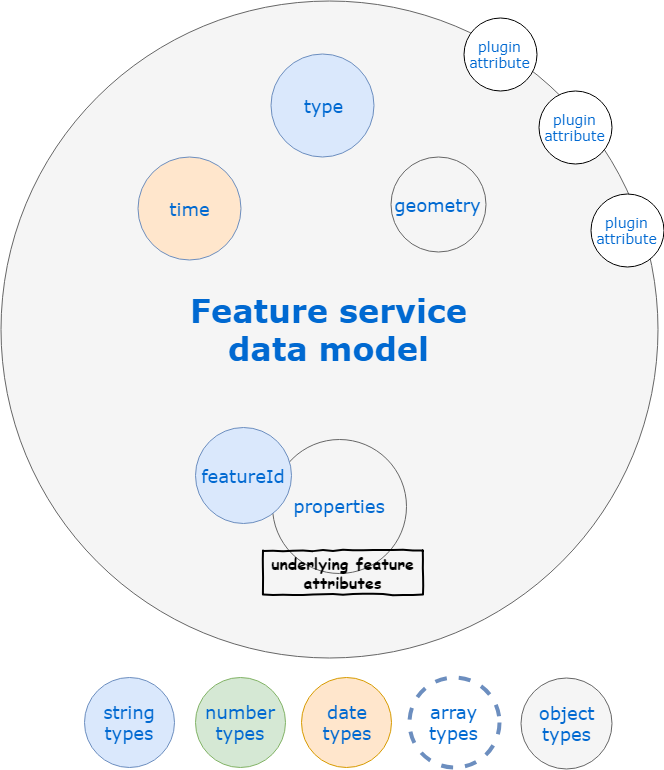 plugin
attribute
type
plugin
attribute
time
geometry
plugin
attribute
Feature service
data model
featureId
properties
underlying feature
attributes
string
types
number
types
date
types
array
types
object
types